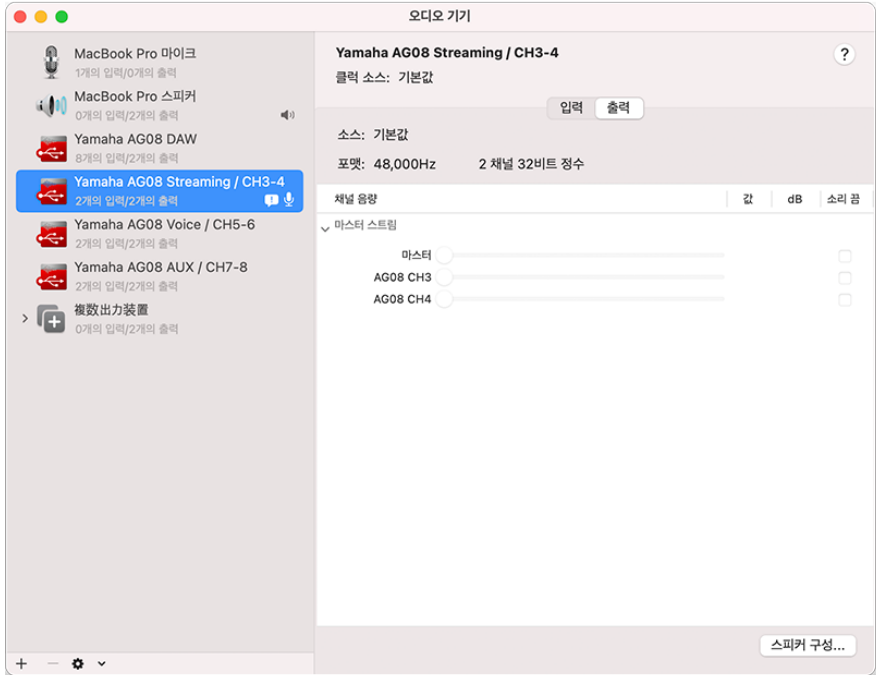 오디오 기기
MacBook Pro 마이크
1개의 입력/0개의 출력
MacBook Pro 스피커
0개의 입력/2개의 출력
Yamaha AG08 DAW
8개의 입력/2개의 출력
Yamaha AG08 Streaming / CH3-4
2개의 입력/2개의 출력
Yamaha AG08 Voice / CH5-6
2개의 입력/2개의 출력
Yamaha AG08 AUX / CH7-8
2개의 입력/2개의 출력
複数出力装置
0개의 입력/2개의 출력
Yamaha AG08 Streaming / CH3-4
?
클럭 소스: 기본값
입력 출력
소스: 기본값
포맷: 48,000Hz 2 채널 32비트 정수
채널 음량 값 dB 소리 끔
마스터 스트림
마스터
AG08 CH3
AG08 CH4
스피커 구성...